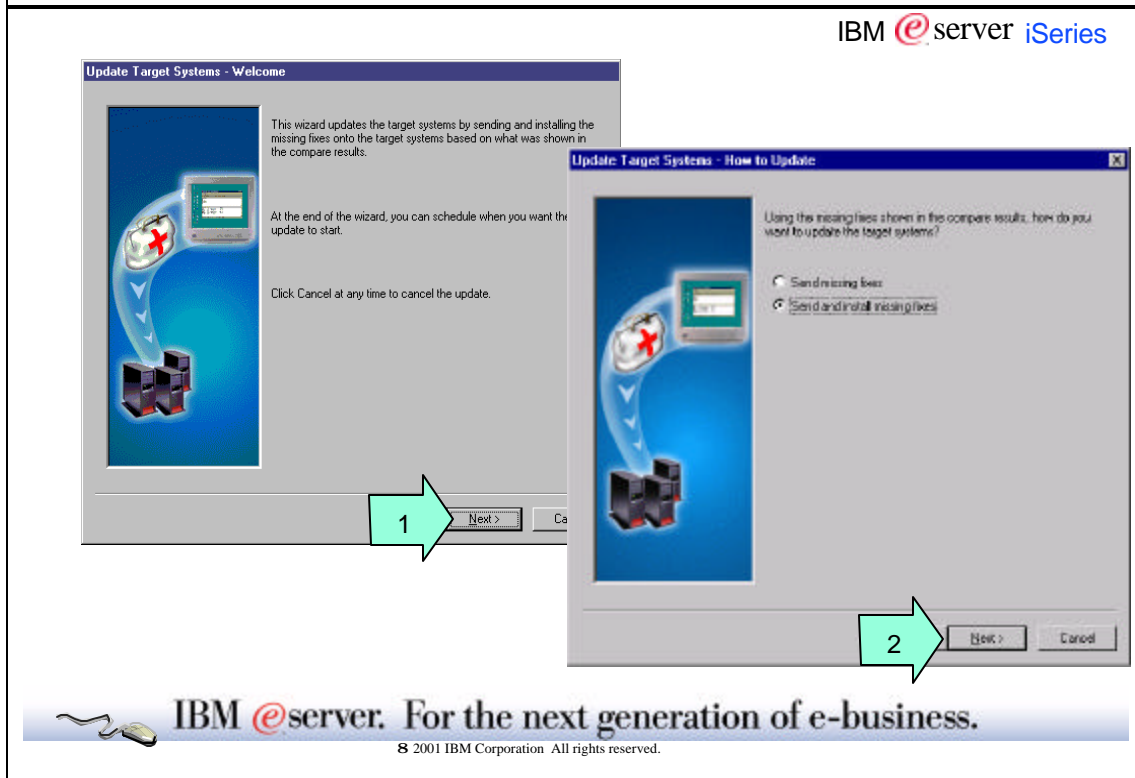 IBM e server iSeries
Update Target Systems - Welcome
This wizard updates the target systems by sending and installing the
missing fixes onto the target systems based on what was shown in
the compare results.
At the end of the wizard, you can schedule when you want the
update to start.
Click Cancel at any time to cancel the update.
1
Next >
Ca
Update Target Systems - How to Update
Using the missing fixes shown in the compare results, how do you
want to update the target systems?
Send missing fixes
Send and install missing fixes
2
Next >
Cancel
IBM e server. For the next generation of e-business.
8 2001 IBM Corporation All rights reserved.